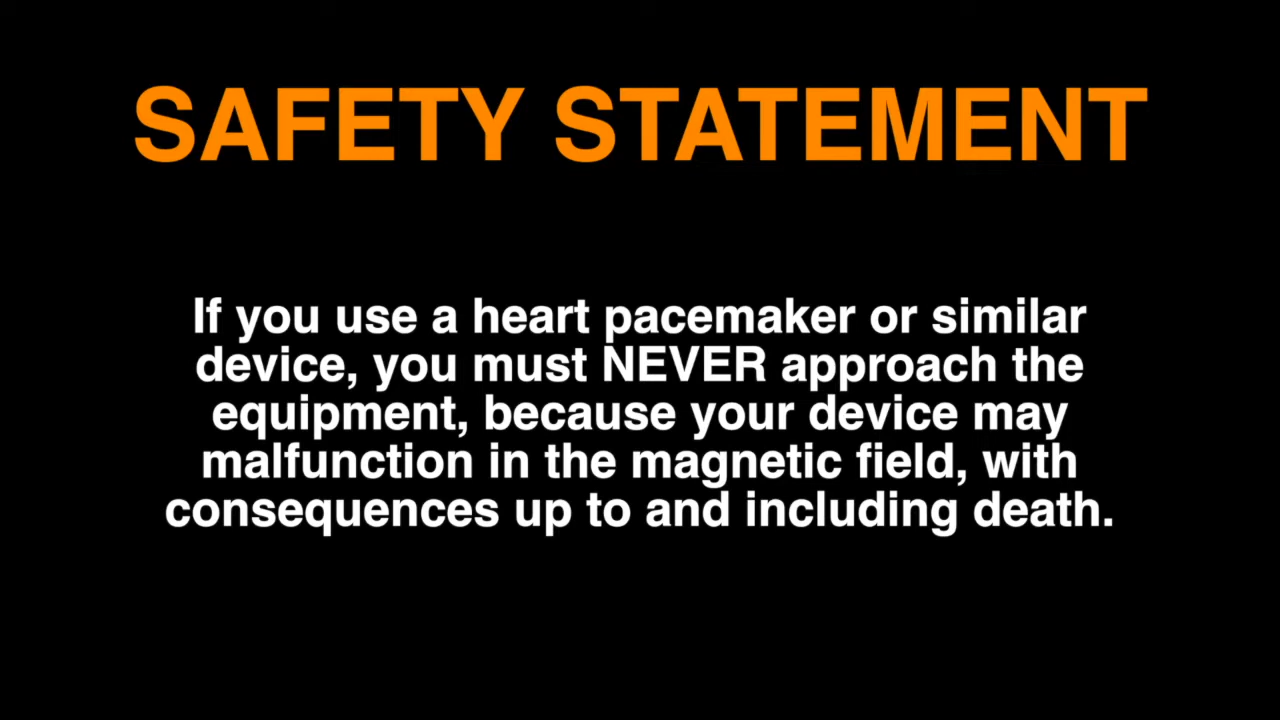 SAFETY STATEMENT
If you use a heart pacemaker or similar
device, you must NEVER approach the
equipment, because your device may
malfunction in the magnetic field, with
consequences up to and including death.